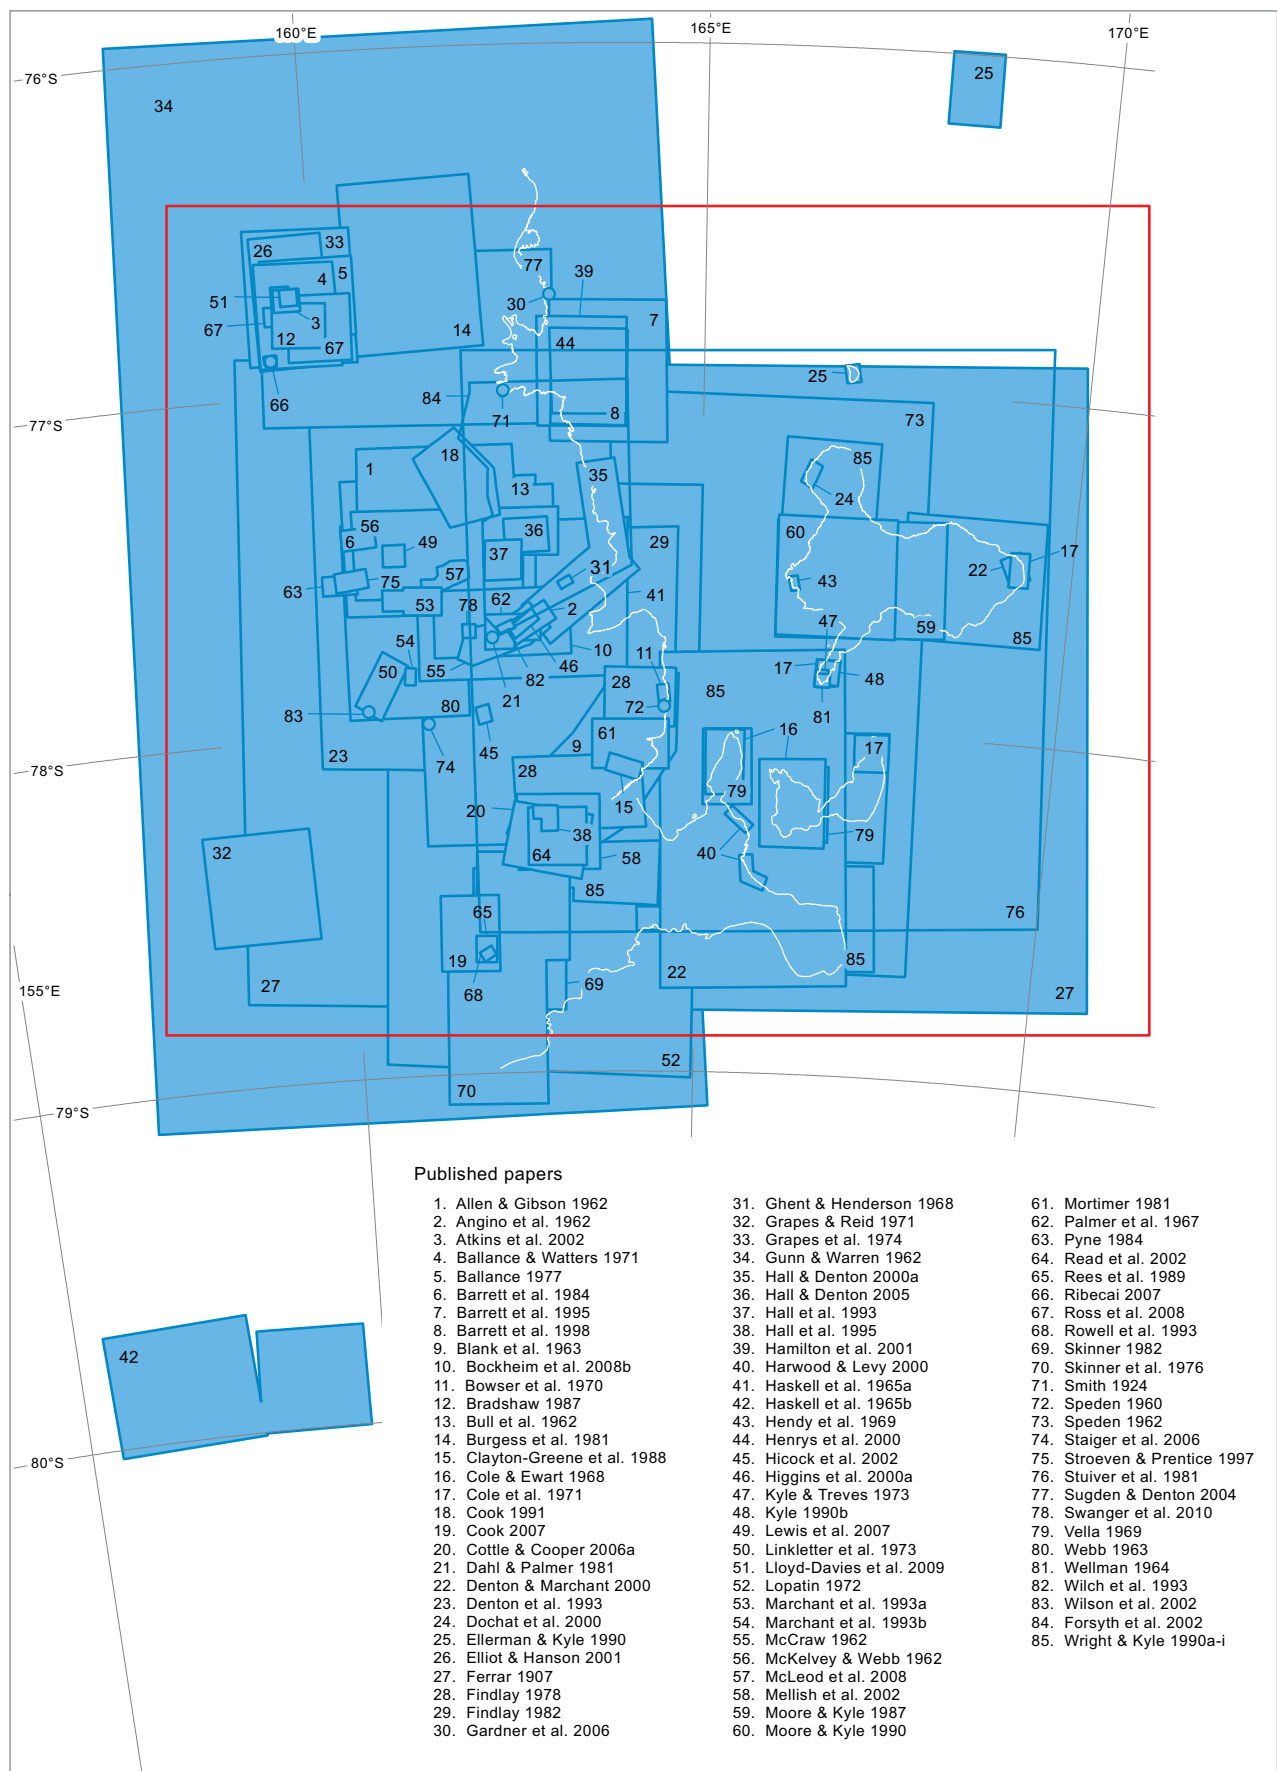 160°E
165°E
170°E
76°S
25
34
33
26
77
39
5
4
51
30
67
3
7
14
12
44
67
25
66
84
71
8
73
77°S
18
85
1
35
13
24
56
36
60
6
49
29
37
17
75
57
31
22
63
43
53
62
78
2
41
59
47
85
54
10
11
17
50
55
46
48
82
28
21
85
83
80
72
81
16
61
45
9
17
23
74
28
78°S
79
20
15
38
79
32
64
58
40
85
65
76
19
85
22
68
69
27
27
155°E
52
70
79°S
42
80°S
Published papers
1. Allen & Gibson 1962
2. Angino et al. 1962
3. Atkins et al. 2002
4. Ballance & Watters 1971
5. Ballance 1977
6. Barrett et al. 1984
7. Barrett et al. 1995
8. Barrett et al. 1998
9. Blank et al. 1963
10. Bockheim et al. 2008b
11. Bowser et al. 1970
12. Bradshaw 1987
13. Bull et al. 1962
14. Burgess et al. 1981
15. Clayton-Greene et al. 1988
16. Cole & Ewart 1968
17. Cole et al. 1971
18. Cook 1991
19. Cook 2007
20. Cottle & Cooper 2006a
21. Dahl & Palmer 1981
22. Denton & Marchant 2000
23. Denton et al. 1993
24. Dochat et al. 2000
25. Ellerman & Kyle 1990
26. Elliot & Hanson 2001
27. Ferrar 1907
28. Findlay 1978
29. Findlay 1982
30. Gardner et al. 2006
31. Ghent & Henderson 1968
32. Grapes & Reid 1971
33. Grapes et al. 1974
34. Gunn & Warren 1962
35. Hall & Denton 2000a
36. Hall & Denton 2005
37. Hall et al. 1993
38. Hall et al. 1995
39. Hamilton et al. 2001
40. Harwood & Levy 2000
41. Haskell et al. 1965a
42. Haskell et al. 1965b
43. Hendy et al. 1969
44. Henrys et al. 2000
45. Hicock et al. 2002
46. Higgins et al. 2000a
47. Kyle & Treves 1973
48. Kyle 1990b
49. Lewis et al. 2007
50. Linkletter et al. 1973
51. Lloyd-Davies et al. 2009
52. Lopatin 1972
53. Marchant et al. 1993a
54. Marchant et al. 1993b
55. McCraw 1962
56. McKelvey & Webb 1962
57. McLeod et al. 2008
58. Mellish et al. 2002
59. Moore & Kyle 1987
60. Moore & Kyle 1990
61. Mortimer 1981
62. Palmer et al. 1967
63. Pyne 1984
64. Read et al. 2002
65. Rees et al. 1989
66. Ribecai 2007
67. Ross et al. 2008
68. Rowell et al. 1993
69. Skinner 1982
70. Skinner et al. 1976
71. Smith 1924
72. Speden 1960
73. Speden 1962
74. Staiger et al. 2006
75. Stroeven & Prentice 1997
76. Stuiver et al. 1981
77. Sugden & Denton 2004
78. Swanger et al. 2010
79. Vella 1969
80. Webb 1963
81. Wellman 1964
82. Wilch et al. 1993
83. Wilson et al. 2002
84. Forsyth et al. 2002
85. Wright & Kyle 1990a-i